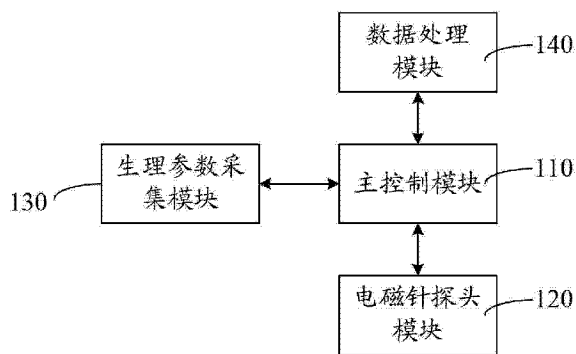 数据处理
模块
140
生理参数采
集模块
130
主控制模块
110
电磁针探头
模块
120